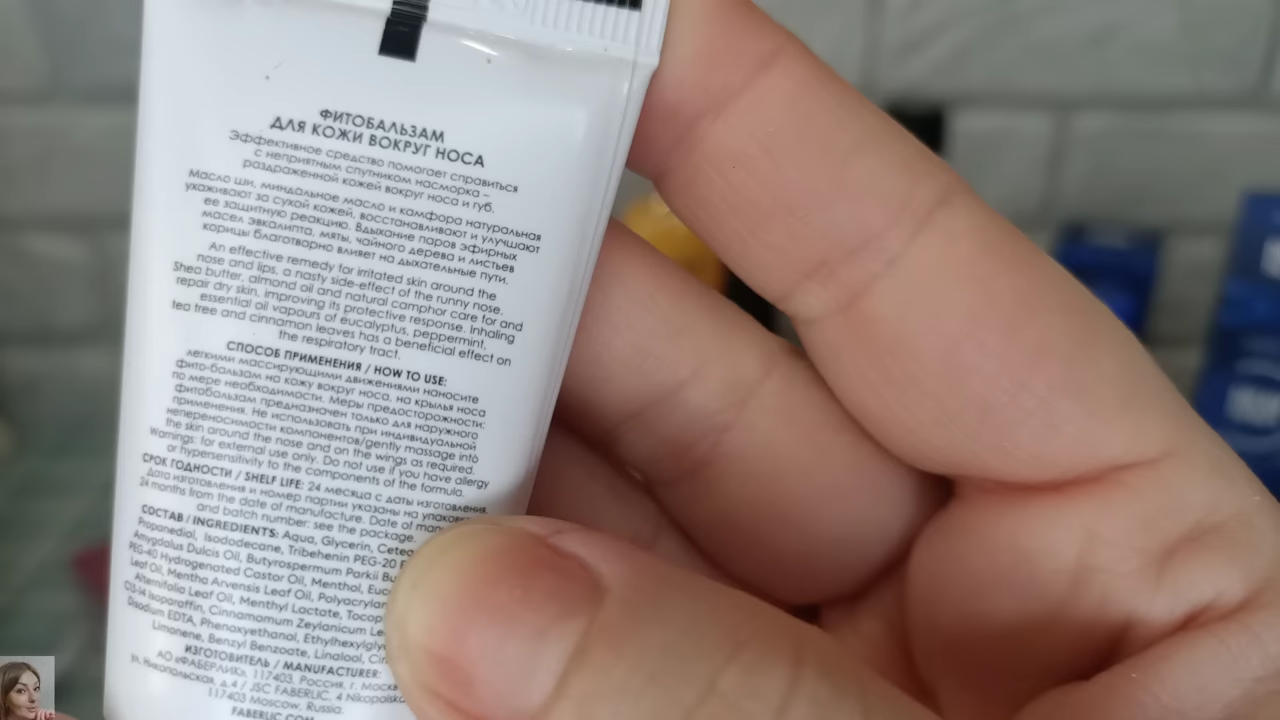 ФИТОБАЛЬЗАМ
ДЛЯ КОЖИ ВОКРУГ НОСА
Эффективное средство помогает справиться
с неприятным спутником насморка –
раздраженной кожей вокруг носа и губ.
Масло ши, миндальное масло и камфора натуральная
ухаживают за сухой кожей, восстанавливают и улучшают
ее защитную реакцию. Вдыхание паров эфирных
масел эвкалипта, мяты, чайного дерева и листьев
корицы благотворно влияет на дыхательные пути.
An effective remedy for irritated skin around the
nose and lips, a nasty side-effect of the runny nose.
Shea butter, almond oil and natural camphor care for and
repair dry skin, improving its protective response. Inhaling
essential oil vapours of eucalyptus, peppermint,
tea tree and cinnamon leaves has a beneficial effect on
the respiratory tract.
СПОСОБ ПРИМЕНЕНИЯ / HOW TO USE:
легкими массирующими движениями наносите
фито-бальзам на кожу вокруг носа, на крылья носа
по мере необходимости. Меры предосторожности:
фитобальзам предназначен только для наружного
применения. Не использовать при индивидуальной
непереносимости компонентов/gently massage into
the skin around the nose and on the wings as required.
Warnings: for external use only. Do not use if you have allergy
or hypersensitivity to the components of the formula.
СРОК ГОДНОСТИ / SHELF LIFE: 24 месяца с даты изготовления.
Дата изготовления и номер партии указаны на упаковке
24 months from the date of manufacture. Date of man
and batch number: see the package.
СОСТАВ / INGREDIENTS: Aqua, Glycerin, Cetea
Propanediol, Isododecane, Tribehenin PEG-20 E
Amygdalus Dulcis Oil, Butyrospermum Parkii Bu
PEG-40 Hydrogenated Castor Oil, Menthol, Euc
Leaf Oil, Mentha Arvensis Leaf Oil, Polyacrylam
Alternifolia Leaf Oil, Menthyl Lactate, Tocop
C13-14 Isoparaffin, Cinnamomum Zeylanicum Le
Disodium EDTA, Phenoxyethanol, Ethylhexylgly
Limonene, Benzyl Benzoate, Linalool, Cin
ИЗГОТОВИТЕЛЬ / MANUFACTURER:
АО «ФАБЕРЛИК», 117403, Россия, г. Москв
ул. Никопольская, д.4 / JSC FABERLIC, 4 Nikopolska
117403 Moscow, Russia.
FABERLIC.COM